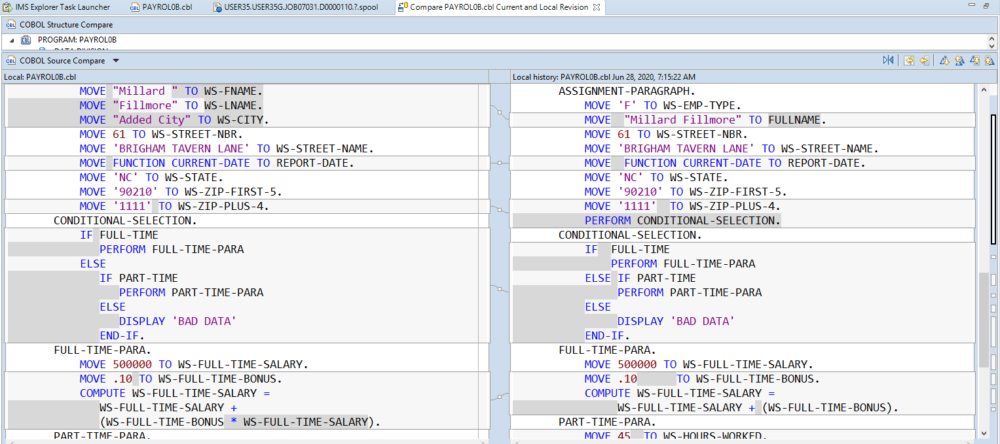 IMS Explorer Task Launcher PAYROL0B.cbl USER35.USER35G.JOB07031.D0000110.?.spool Compare PAYROL0B.cbl Current and Local Revision
CBL COBOL Structure Compare
CBL PROGRAM: PAYROL0B
DATA DIVISION
CBL COBOL Source Compare
Local: PAYROL0B.cbl
MOVE "Millard " TO WS-FNAME.
MOVE "Fillmore" TO WS-LNAME.
MOVE "Added City" TO WS-CITY.
MOVE 61 TO WS-STREET-NBR.
MOVE 'BRIGHAM TAVERN LANE' TO WS-STREET-NAME.
MOVE FUNCTION CURRENT-DATE TO REPORT-DATE.
MOVE 'NC' TO WS-STATE.
MOVE '90210' TO WS-ZIP-FIRST-5.
MOVE '1111' TO WS-ZIP-PLUS-4.
CONDITIONAL-SELECTION.
IF FULL-TIME
PERFORM FULL-TIME-PARA
ELSE
IF PART-TIME
PERFORM PART-TIME-PARA
ELSE
DISPLAY 'BAD DATA'
END-IF.
FULL-TIME-PARA.
MOVE 500000 TO WS-FULL-TIME-SALARY.
MOVE .10 TO WS-FULL-TIME-BONUS.
COMPUTE WS-FULL-TIME-SALARY =
WS-FULL-TIME-SALARY +
(WS-FULL-TIME-BONUS * WS-FULL-TIME-SALARY).
PART-TIME-PARA.
Local history: PAYROL0B.cbl Jun 28, 2020, 7:15:22 AM
ASSIGNMENT-PARAGRAPH.
MOVE 'F' TO WS-EMP-TYPE.
MOVE "Millard Fillmore" TO FULLNAME.
MOVE 61 TO WS-STREET-NBR.
MOVE 'BRIGHAM TAVERN LANE' TO WS-STREET-NAME.
MOVE FUNCTION CURRENT-DATE TO REPORT-DATE.
MOVE 'NC' TO WS-STATE.
MOVE '90210' TO WS-ZIP-FIRST-5.
MOVE '1111' TO WS-ZIP-PLUS-4.
PERFORM CONDITIONAL-SELECTION.
CONDITIONAL-SELECTION.
IF FULL-TIME
PERFORM FULL-TIME-PARA
ELSE IF PART-TIME
PERFORM PART-TIME-PARA
ELSE
DISPLAY 'BAD DATA'
END-IF.
FULL-TIME-PARA.
MOVE 500000 TO WS-FULL-TIME-SALARY.
MOVE .10 TO WS-FULL-TIME-BONUS.
COMPUTE WS-FULL-TIME-SALARY =
WS-FULL-TIME-SALARY + (WS-FULL-TIME-BONUS).
PART-TIME-PARA.
MOVE 45 TO WS-HOURS-WORKED.